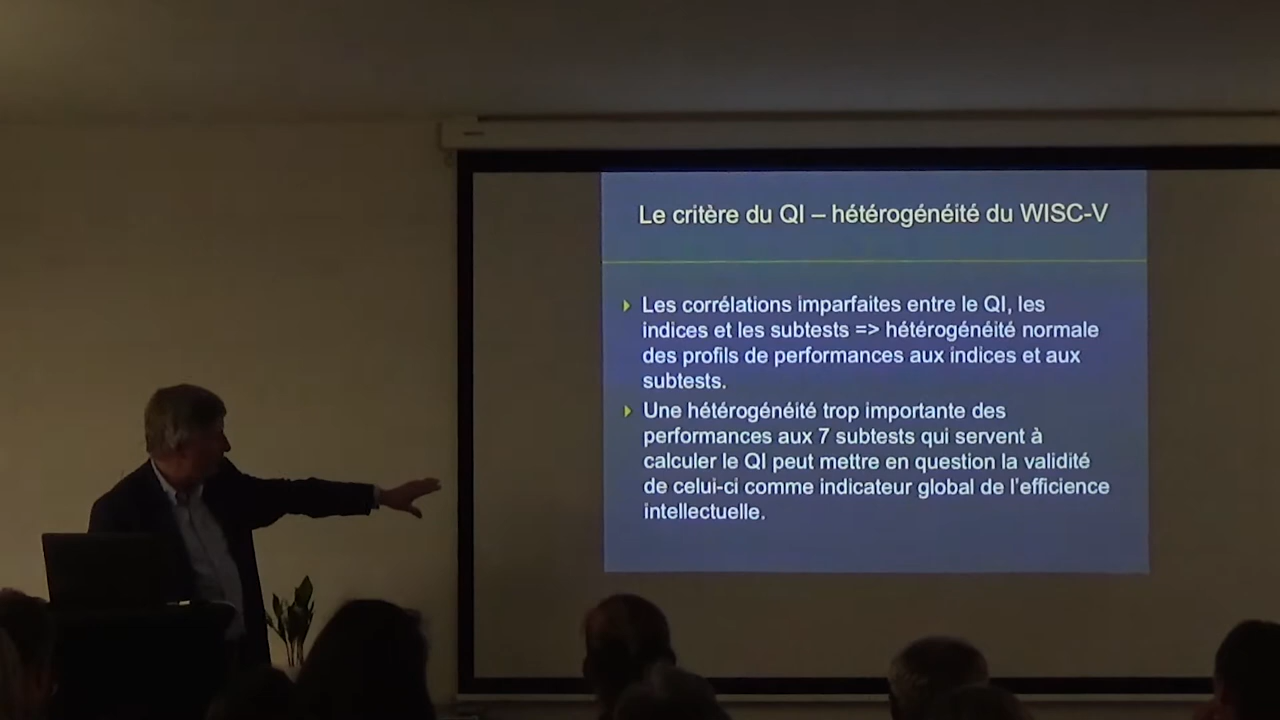 Le critère du QI – hétérogénéité du WISC-V
Les corrélations imparfaites entre le QI, les
indices et les subtests => hétérogénéité normale
des profils de performances aux indices et aux
subtests.
Une hétérogénéité trop importante des
performances aux 7 subtests qui servent à
calculer le QI peut mettre en question la validité
de celui-ci comme indicateur global de l'efficience
intellectuelle.